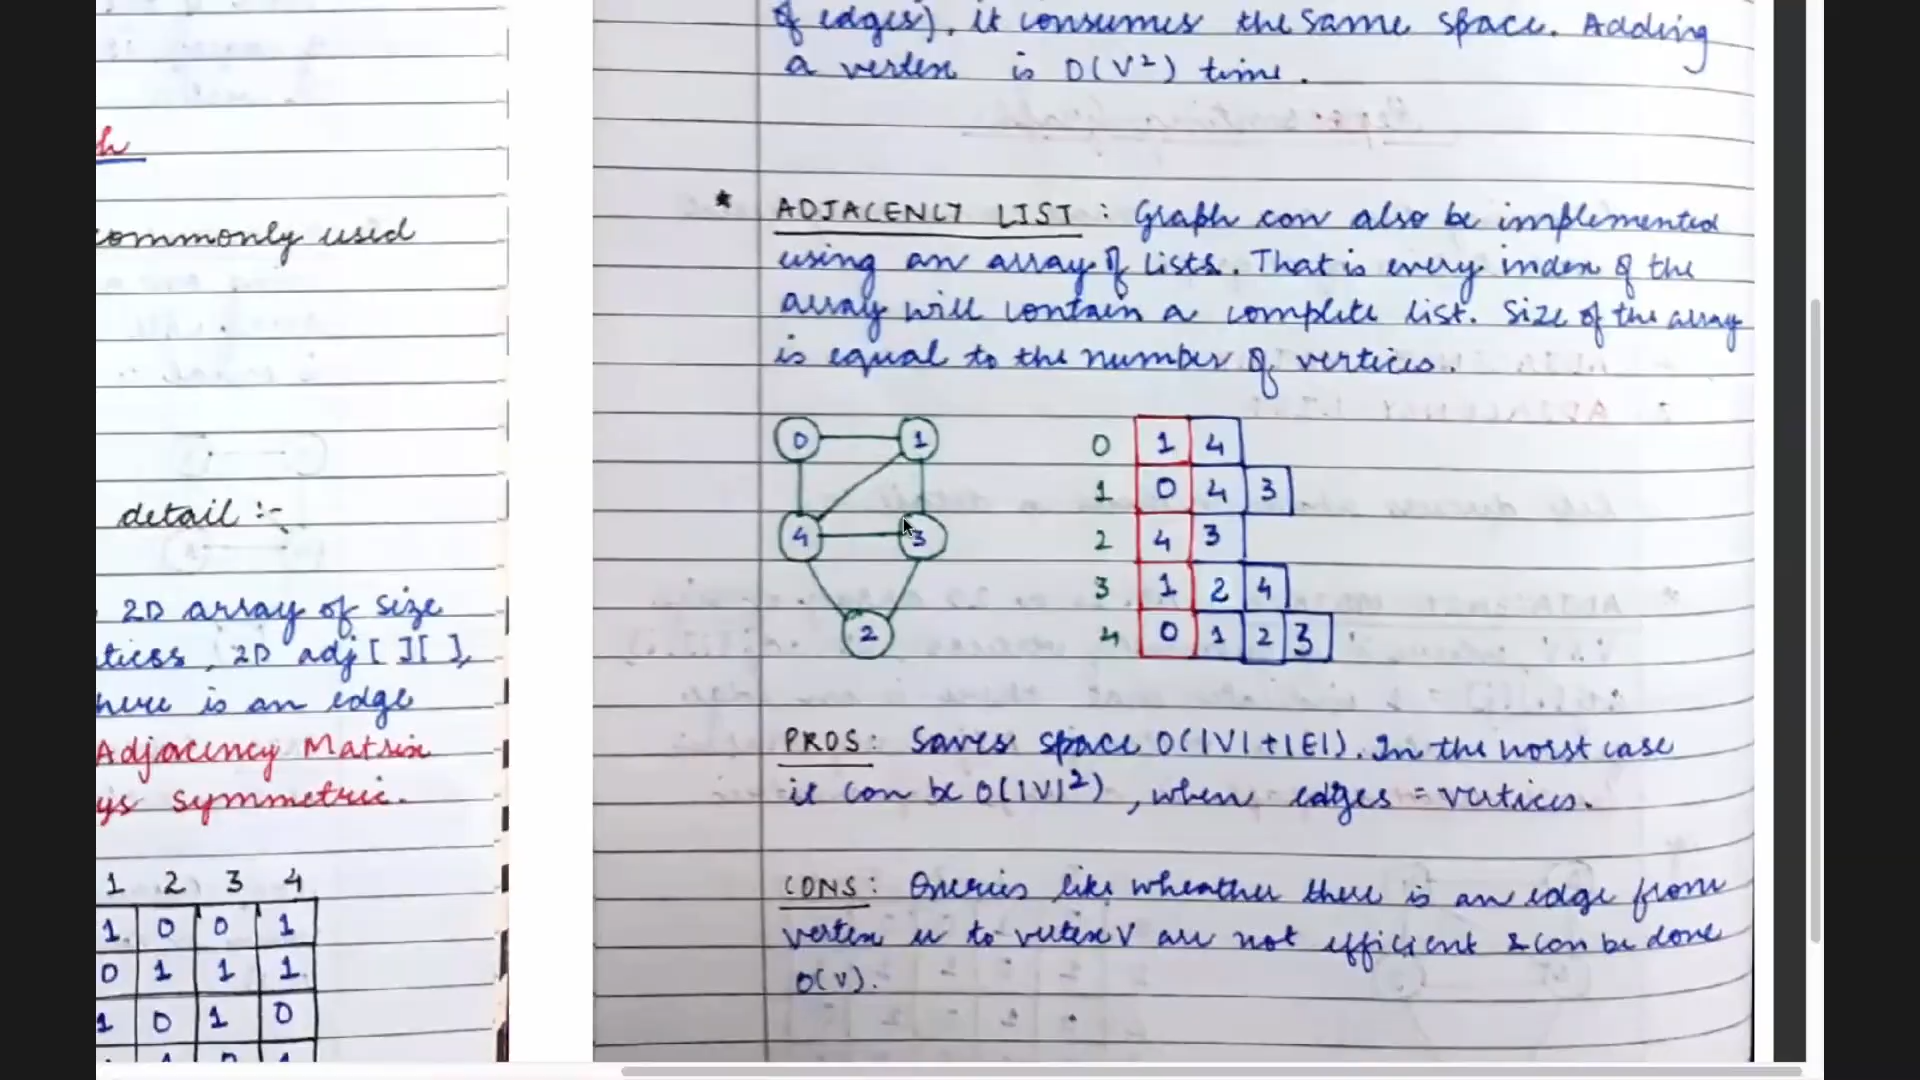 h
commonly used
detail :-
2D array of size
tices, 2D adj[ ][ ],
here is an edge
Adjacency Matrix
ys symmetric.
1 2 3 4
1 0 0 1
0 1 1 1
1 0 1 0
of edges), it consumes the same space. Adding
a vertex is O(V²) time.
* ADJACENCY LIST : Graph can also be implemented
using an array of lists. That is every index of the
array will contain a complete list. Size of the array
is equal to the number of vertices.
0 1
4 3
2
0 1 4
1 0 4 3
2 4 3
3 1 2 4
4 0 1 2 3
PROS: Saves space O(|V|+|E|). In the worst case
it can be O(|V|²), when edges = vertices.
CONS: Queries like wheather there is an edge from
vertex u to vertex V are not efficient & can be done
O(V).